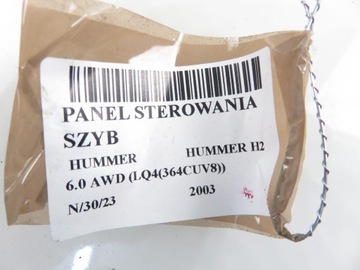 PANEL STEROWANIA
SZYB
HUMMER HUMMER H2
6.0 AWD (LQ4(364CUV8))
N/30/23 2003